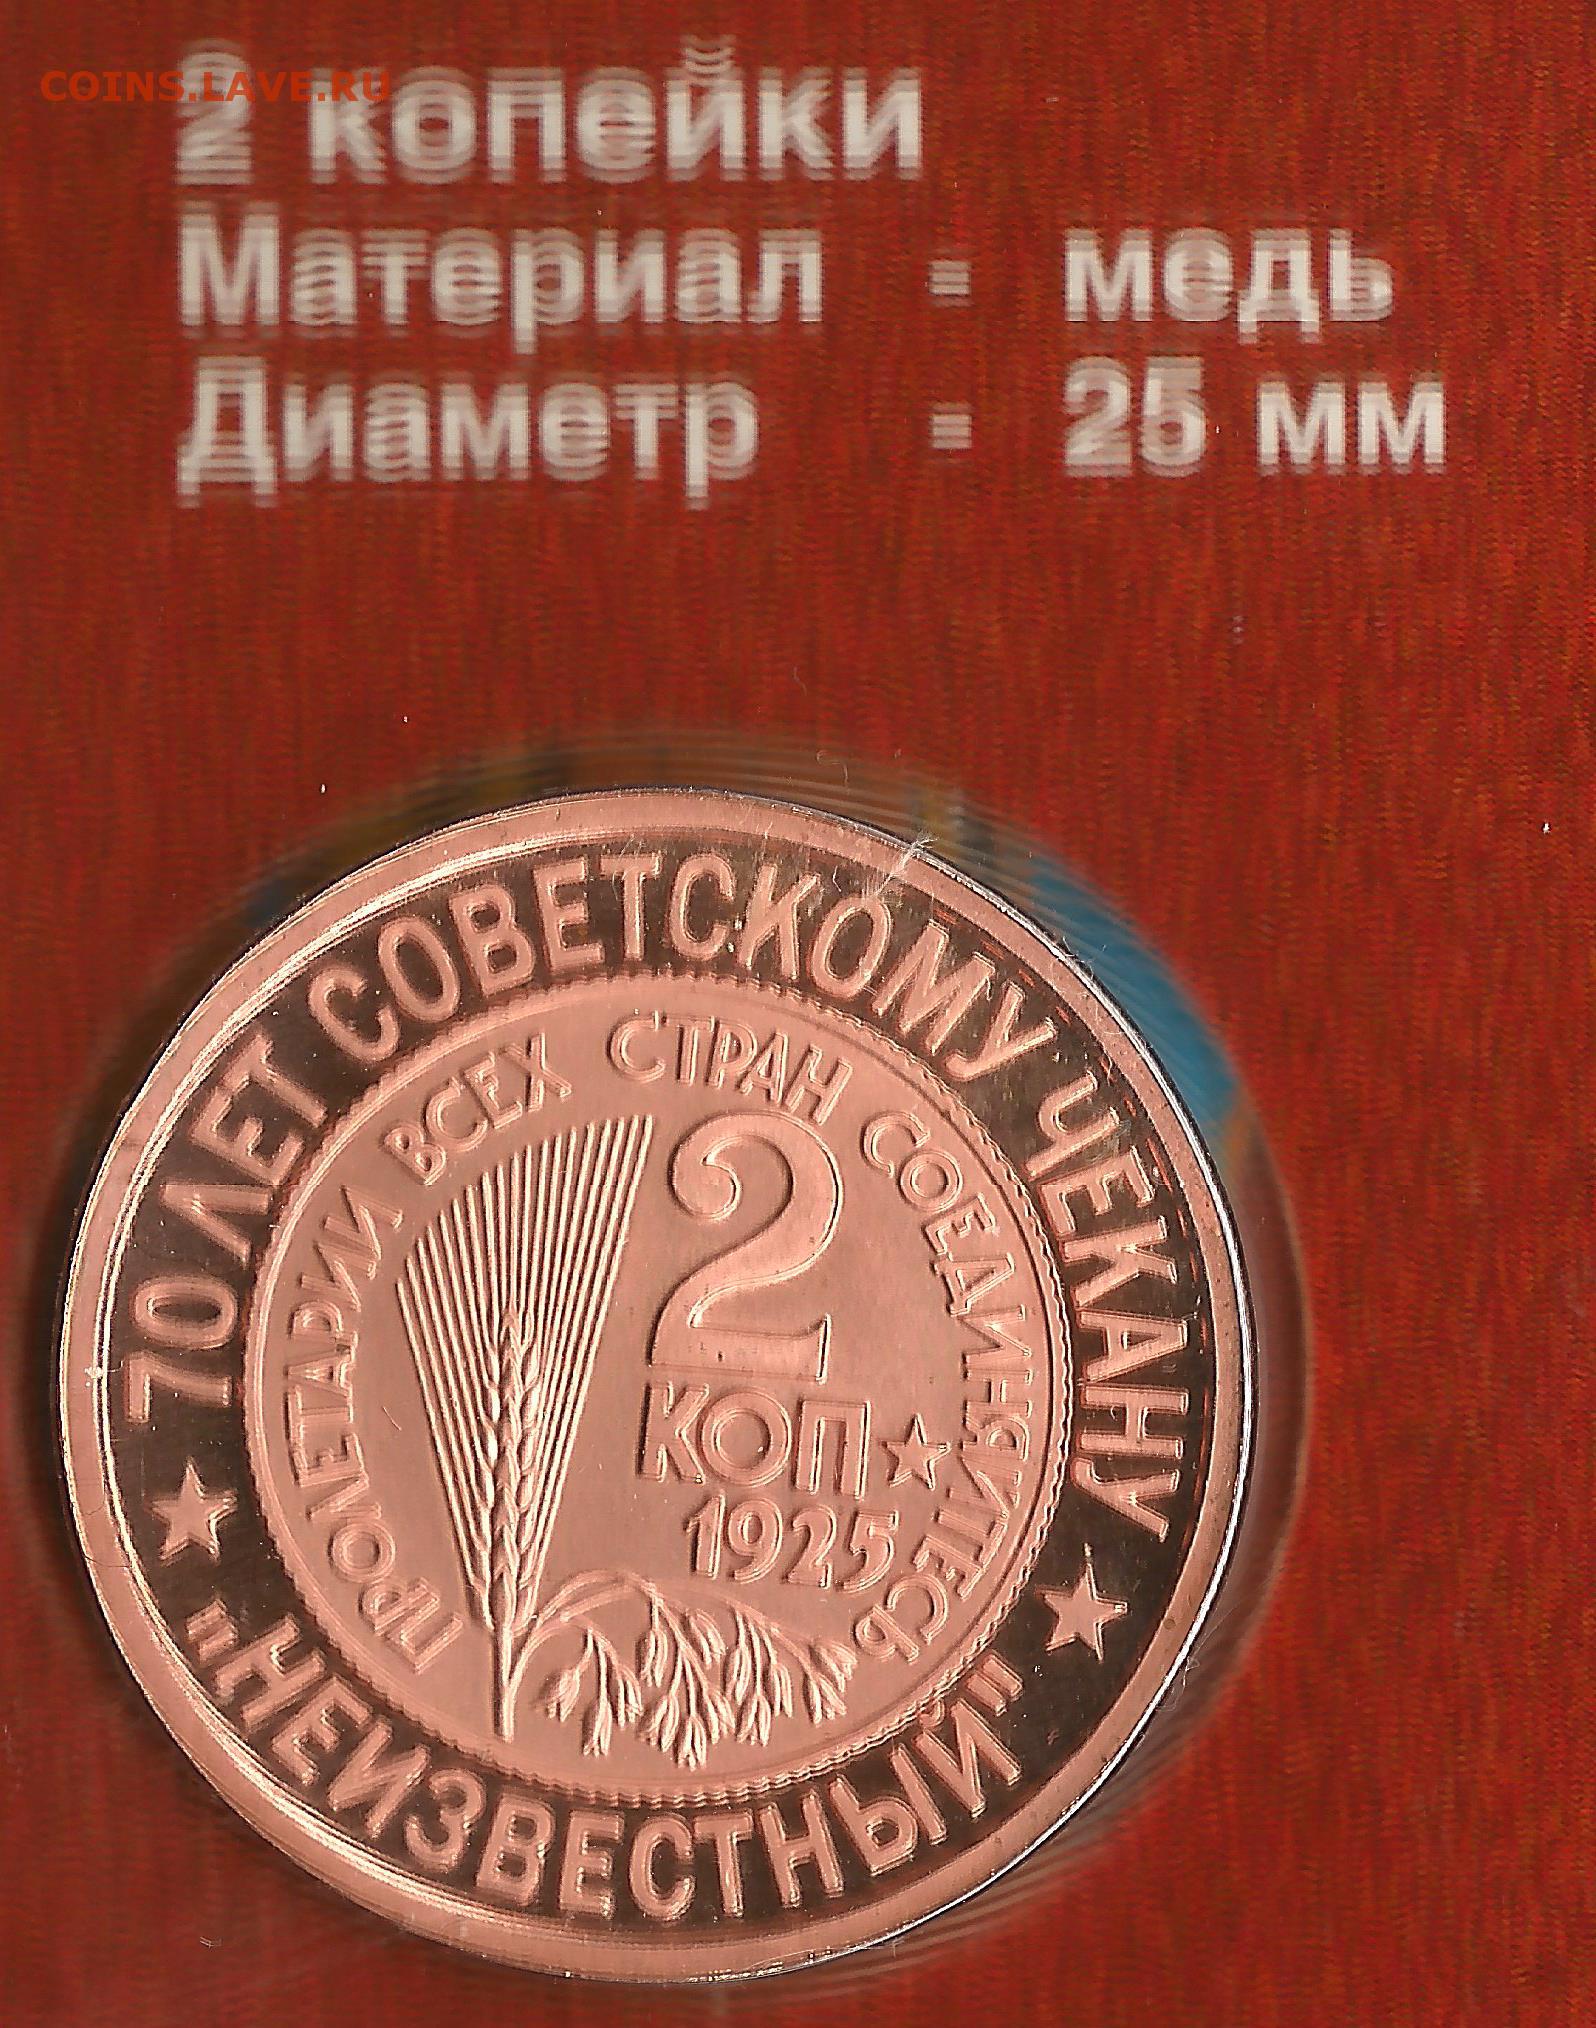 COINS.LAVE.RU
2 копейки
Материал - медь
Диаметр - 25 мм
70 ЛЕТ СОВЕТСКОМУ ЧЕКАНУ
ПРОЛЕТАРИИ ВСЕХ СТРАН СОЕДИНЯЙТЕСЬ
2
КОП
1925
„НЕИЗВЕСТНЫЙ"